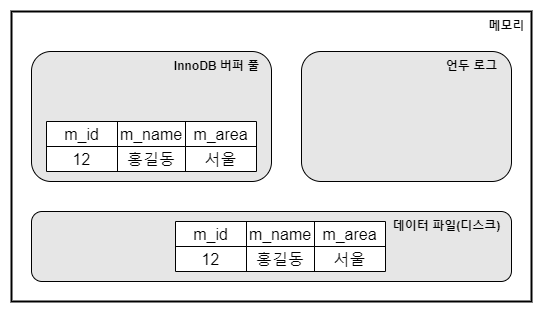 메모리
InnoDB 버퍼 풀
언두 로그
m_id m_name m_area
12 홍길동 서울
데이터 파일(디스크)
m_id m_name m_area
12 홍길동 서울